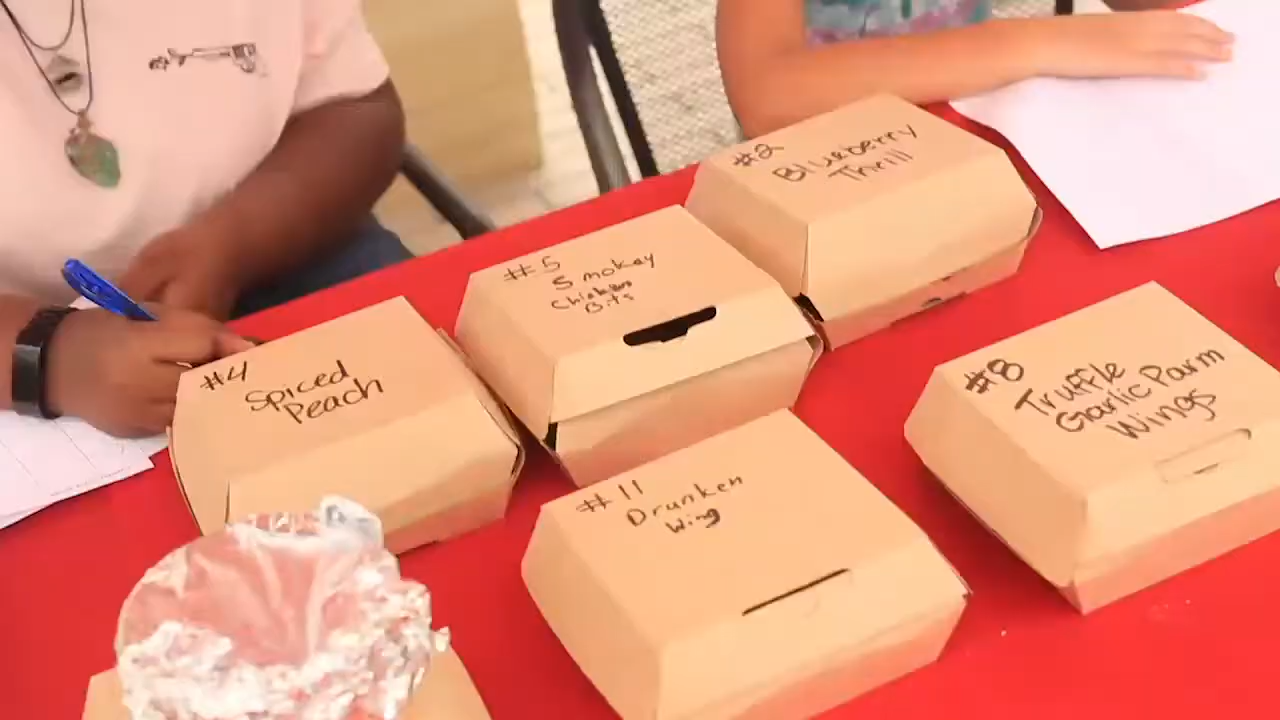 #2
Blueberry
Thrill
#5
Smokey
Chicken
Bits
#4
Spiced
Peach
#8
Truffle
Garlic Parm
Wings
#11
Drunken
Wing